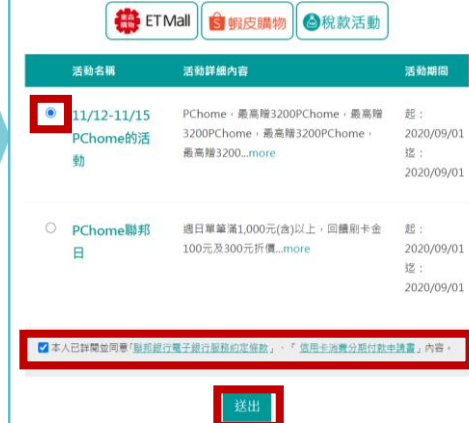 東森購物 ETMall 蝦皮購物 稅款活動
活動名稱 活動詳細內容 活動期間
11/12-11/15 PChome，最高贈3200PChome，最高贈 起：
PChome的活 3200PChome，最高贈3200PChome， 2020/09/01
動 最高贈3200...more 迄：
2020/09/01
PChome聯邦 週日單筆滿1,000元(含)以上，回饋刷卡金 起：
日 100元及300元折價...more 2020/09/01
迄：
2020/09/01
本人已詳閱並同意「聯邦銀行電子銀行服務約定條款」、「 信用卡消費分期付款申請書」內容。
送出